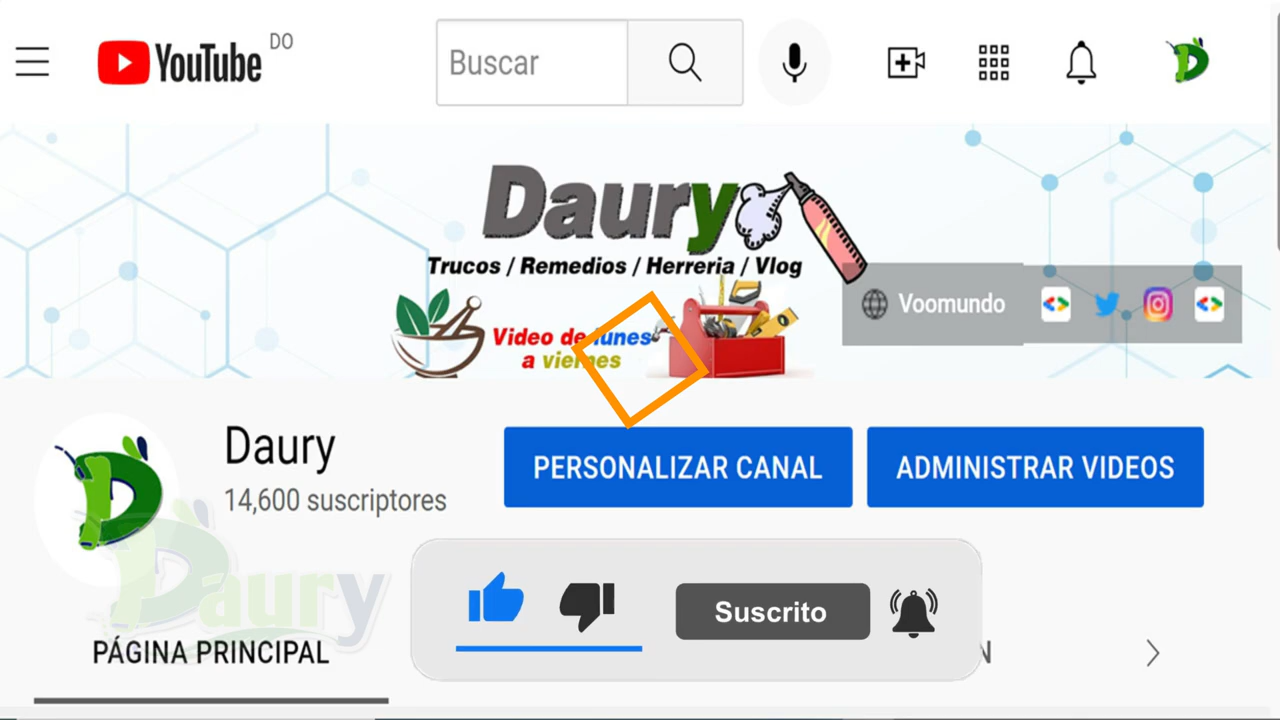 YouTube DO
Buscar
Daury
Trucos / Remedios / Herreria / Vlog
Voomundo
Video de lunes
a viernes
Daury
14,600 suscriptores
PERSONALIZAR CANAL
ADMINISTRAR VIDEOS
Daury
Suscrito
PÁGINA PRINCIPAL
N